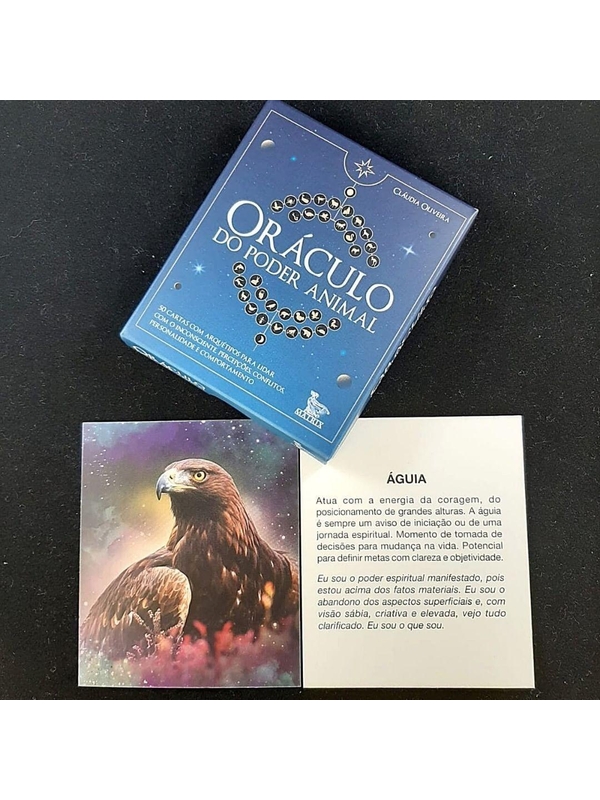 CLÁUDIA OLIVEIRA
ORÁCULO
DO PODER ANIMAL
50 CARTAS COM ARQUÉTIPOS PARA LIDAR
COM O INCONSCIENTE, PERCEPÇÕES, CONFLITOS,
PERSONALIDADE E COMPORTAMENTO
MATRIX
ORÁCULO
ÁGUIA
Atua com a energia da coragem, do
posicionamento de grandes alturas. A águia
é sempre um aviso de iniciação ou de uma
jornada espiritual. Momento de tomada de
decisões para mudança na vida. Potencial
para definir metas com clareza e objetividade.
Eu sou o poder espiritual manifestado, pois
estou acima dos fatos materiais. Eu sou o
abandono dos aspectos superficiais e, com
visão sábia, criativa e elevada, vejo tudo
clarificado. Eu sou o que sou.